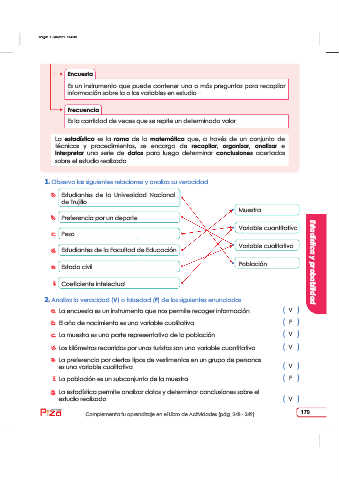 Encuesta
Es un instrumento que puede contener una o más preguntas para recopilar
información sobre la o las variables en estudio
Frecuencia
Es la cantidad de veces que se repite un determinado valor
La estadística es la rama de la matemática que, a través de un conjunto de
técnicas y procedimientos, se encarga de recopilar, organizar, analizar e
interpretar una serie de datos para luego determinar conclusiones acertadas
sobre el estudio realizado
1. Observa las siguientes relaciones y analiza su veracidad
a. Estudiantes de la Universidad Nacional
de Trujillo
b. Preferencia por un deporte
c. Peso
d. Estudiantes de la Facultad de Educación
e. Estado civil
f. Coeficiente intelectual
Muestra
Variable cuantitativa
Variable cualitativa
Población
2. Analiza la veracidad (V) o falsedad (F) de los siguientes enunciados
a. La encuesta es un instrumento que nos permite recoger información ( V )
b. El año de nacimiento es una variable cualitativa ( F )
c. La muestra es una parte representativa de la población ( V )
d. Los kilómetros recorridos por unos turistas son una variable cuantitativa ( V )
e. La preferencia por ciertos tipos de vestimentas en un grupo de personas
es una variable cualitativa ( V )
f. La población es un subconjunto de la muestra ( F )
g. La estadística permite analizar datos y determinar conclusiones sobre el
estudio realizado ( V )
Estadística y probabilidad
Complementa tu aprendizaje en el Libro de Actividades (pág. 248 - 249)
175